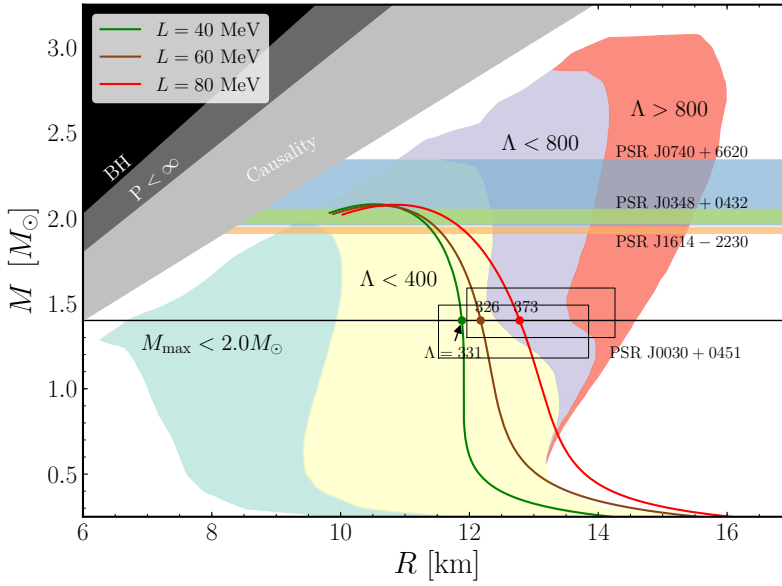 L = 40 MeV
L = 60 MeV
L = 80 MeV
BH
P < ∞
Causality
Λ < 800
Λ > 800
PSR J0740 + 6620
PSR J0348 + 0432
PSR J1614 − 2230
Λ < 400
326
373
Λ = 331
M_max < 2.0M_⊙
PSR J0030 + 0451
M [M_⊙]
3.0
2.5
2.0
1.5
1.0
0.5
6 8 10 12 14 16
R [km]